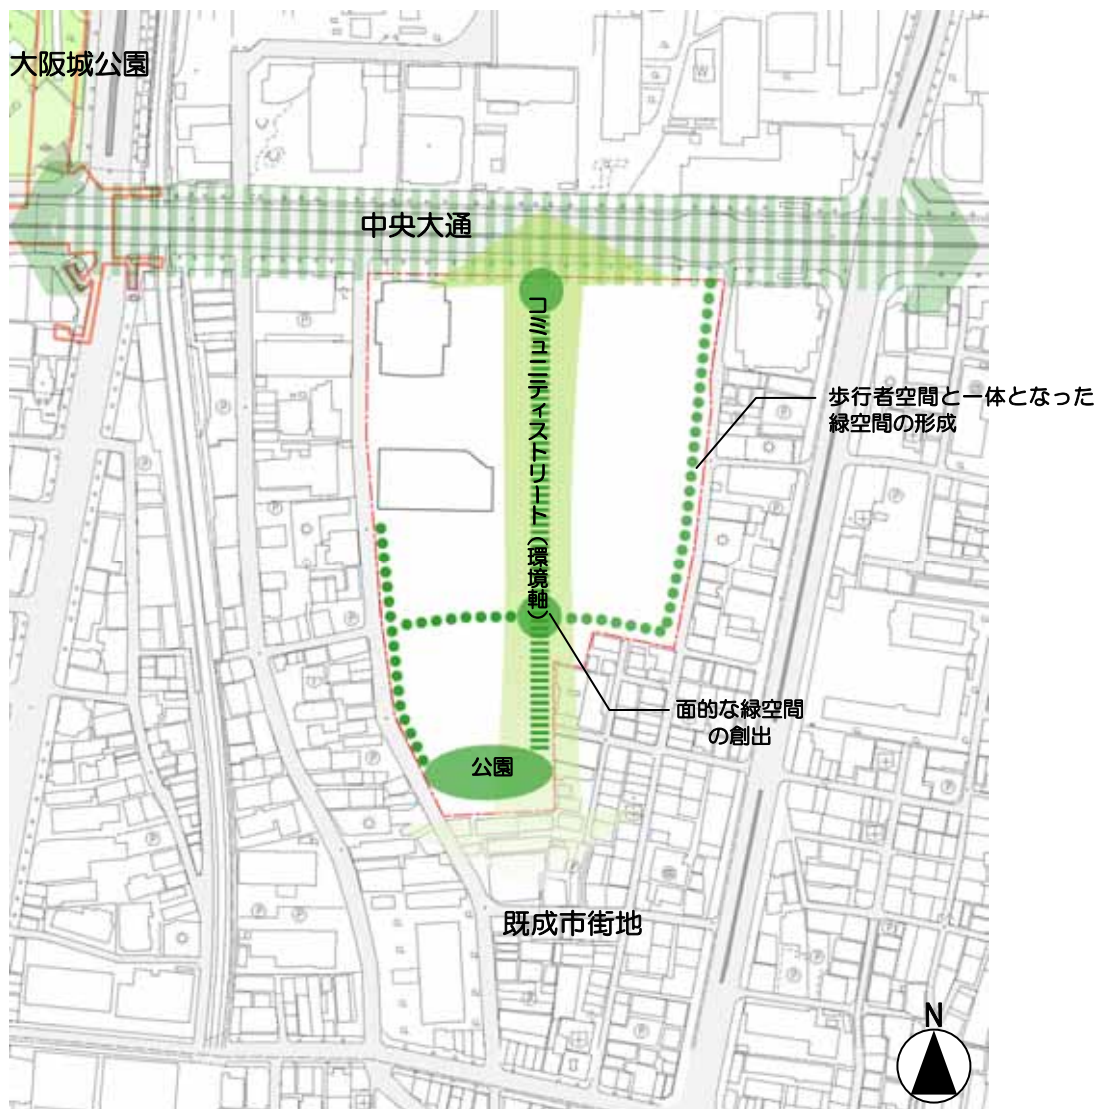 大阪城公園
中央大通
コミュニティストリート（環境軸）
歩行者空間と一体となった
緑空間の形成
面的な緑空間
の創出
公園
既成市街地
N